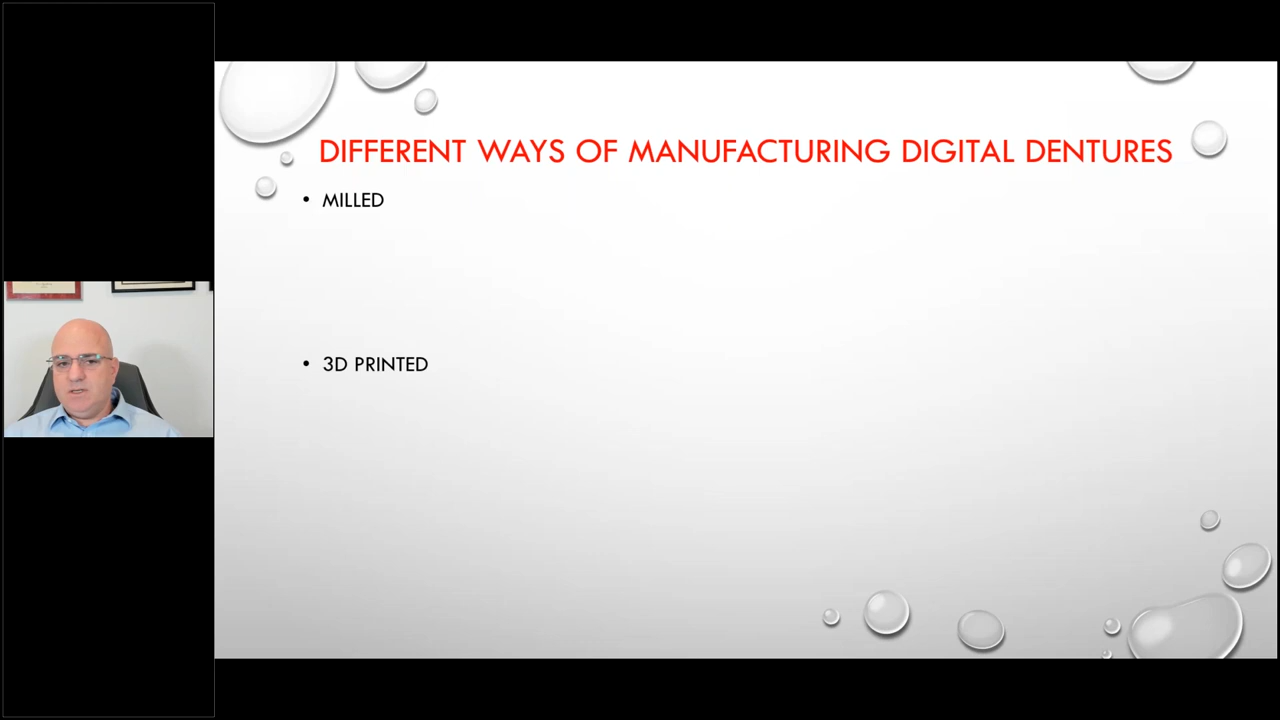 DIFFERENT WAYS OF MANUFACTURING DIGITAL DENTURES
• MILLED
• 3D PRINTED